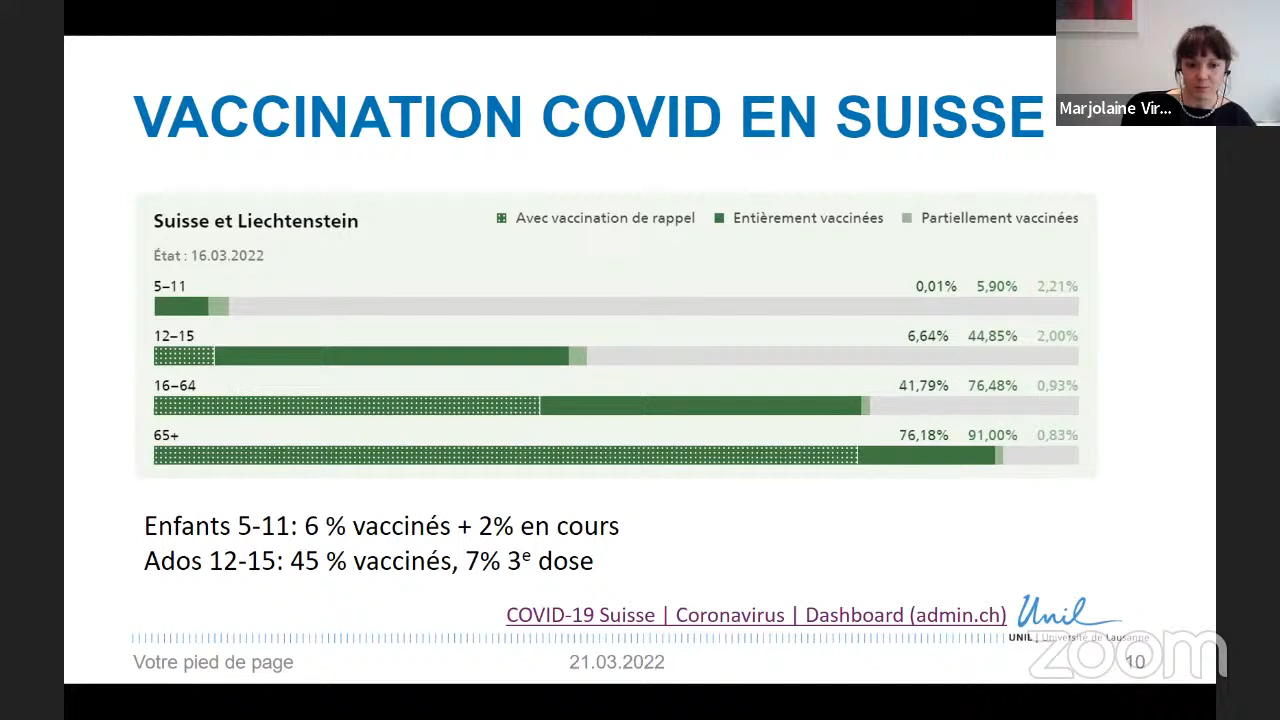 VACCINATION COVID EN SUISSE
Marjolaine Vir...
Suisse et Liechtenstein
Avec vaccination de rappel Entièrement vaccinées Partiellement vaccinées
État : 16.03.2022
5–11 0,01% 5,90% 2,21%
12–15 6,64% 44,85% 2,00%
16–64 41,79% 76,48% 0,93%
65+ 76,18% 91,00% 0,83%
Enfants 5-11: 6 % vaccinés + 2% en cours
Ados 12-15: 45 % vaccinés, 7% 3e dose
COVID-19 Suisse | Coronavirus | Dashboard (admin.ch)
Unil
UNIL | Université de Lausanne
Votre pied de page 21.03.2022 10
zoom